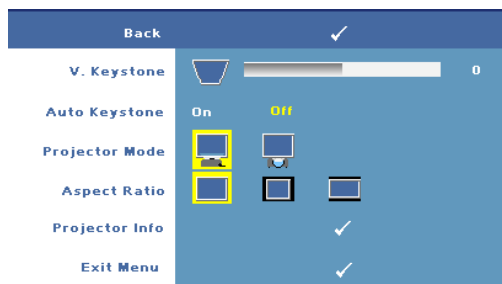 Back
V. Keystone 0
Auto Keystone On Off
Projector Mode
Aspect Ratio
Projector Info
Exit Menu